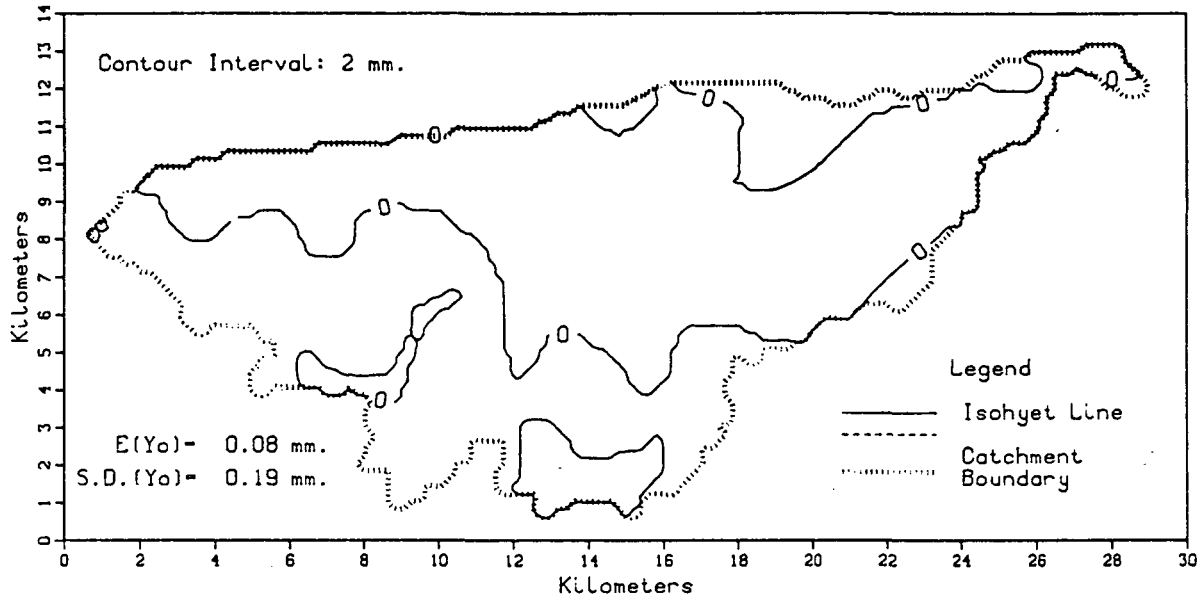 Contour Interval: 2 mm.
14
13
12
11
10
9
8
7
6
5
4
3
2
1
0
Kilometers
0
0
0
0
0
0
0
0
0
0
E(Yo)= 0.08 mm.
S.D.(Yo)= 0.19 mm.
Legend
Isohyet Line
Catchment
Boundary
0 2 4 6 8 10 12 14 16 18 20 22 24 26 28 30
Kilometers